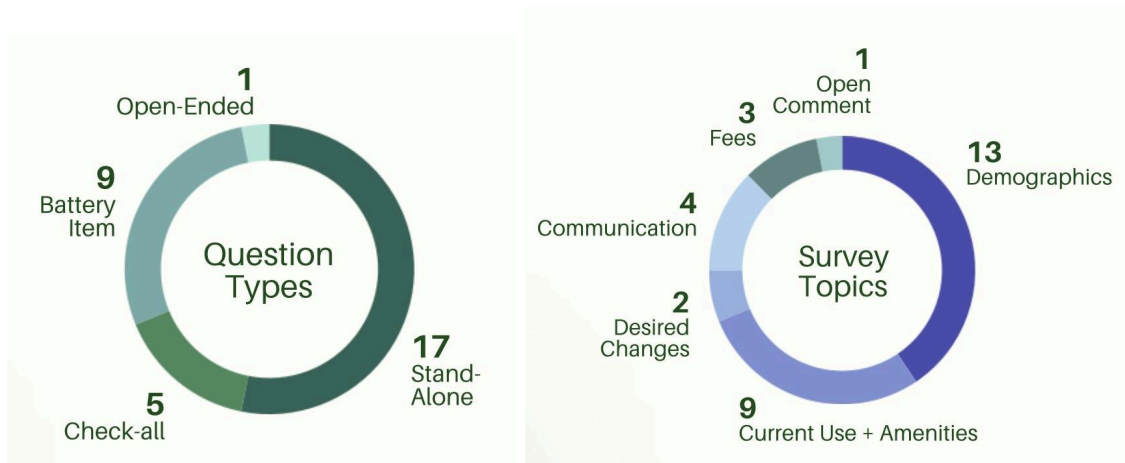 1
Open-Ended
9
Battery
Item
Question
Types
17
Stand-
Alone
5
Check-all
1
Open
Comment
3
Fees
13
Demographics
4
Communication
Survey
Topics
2
Desired
Changes
9
Current Use + Amenities